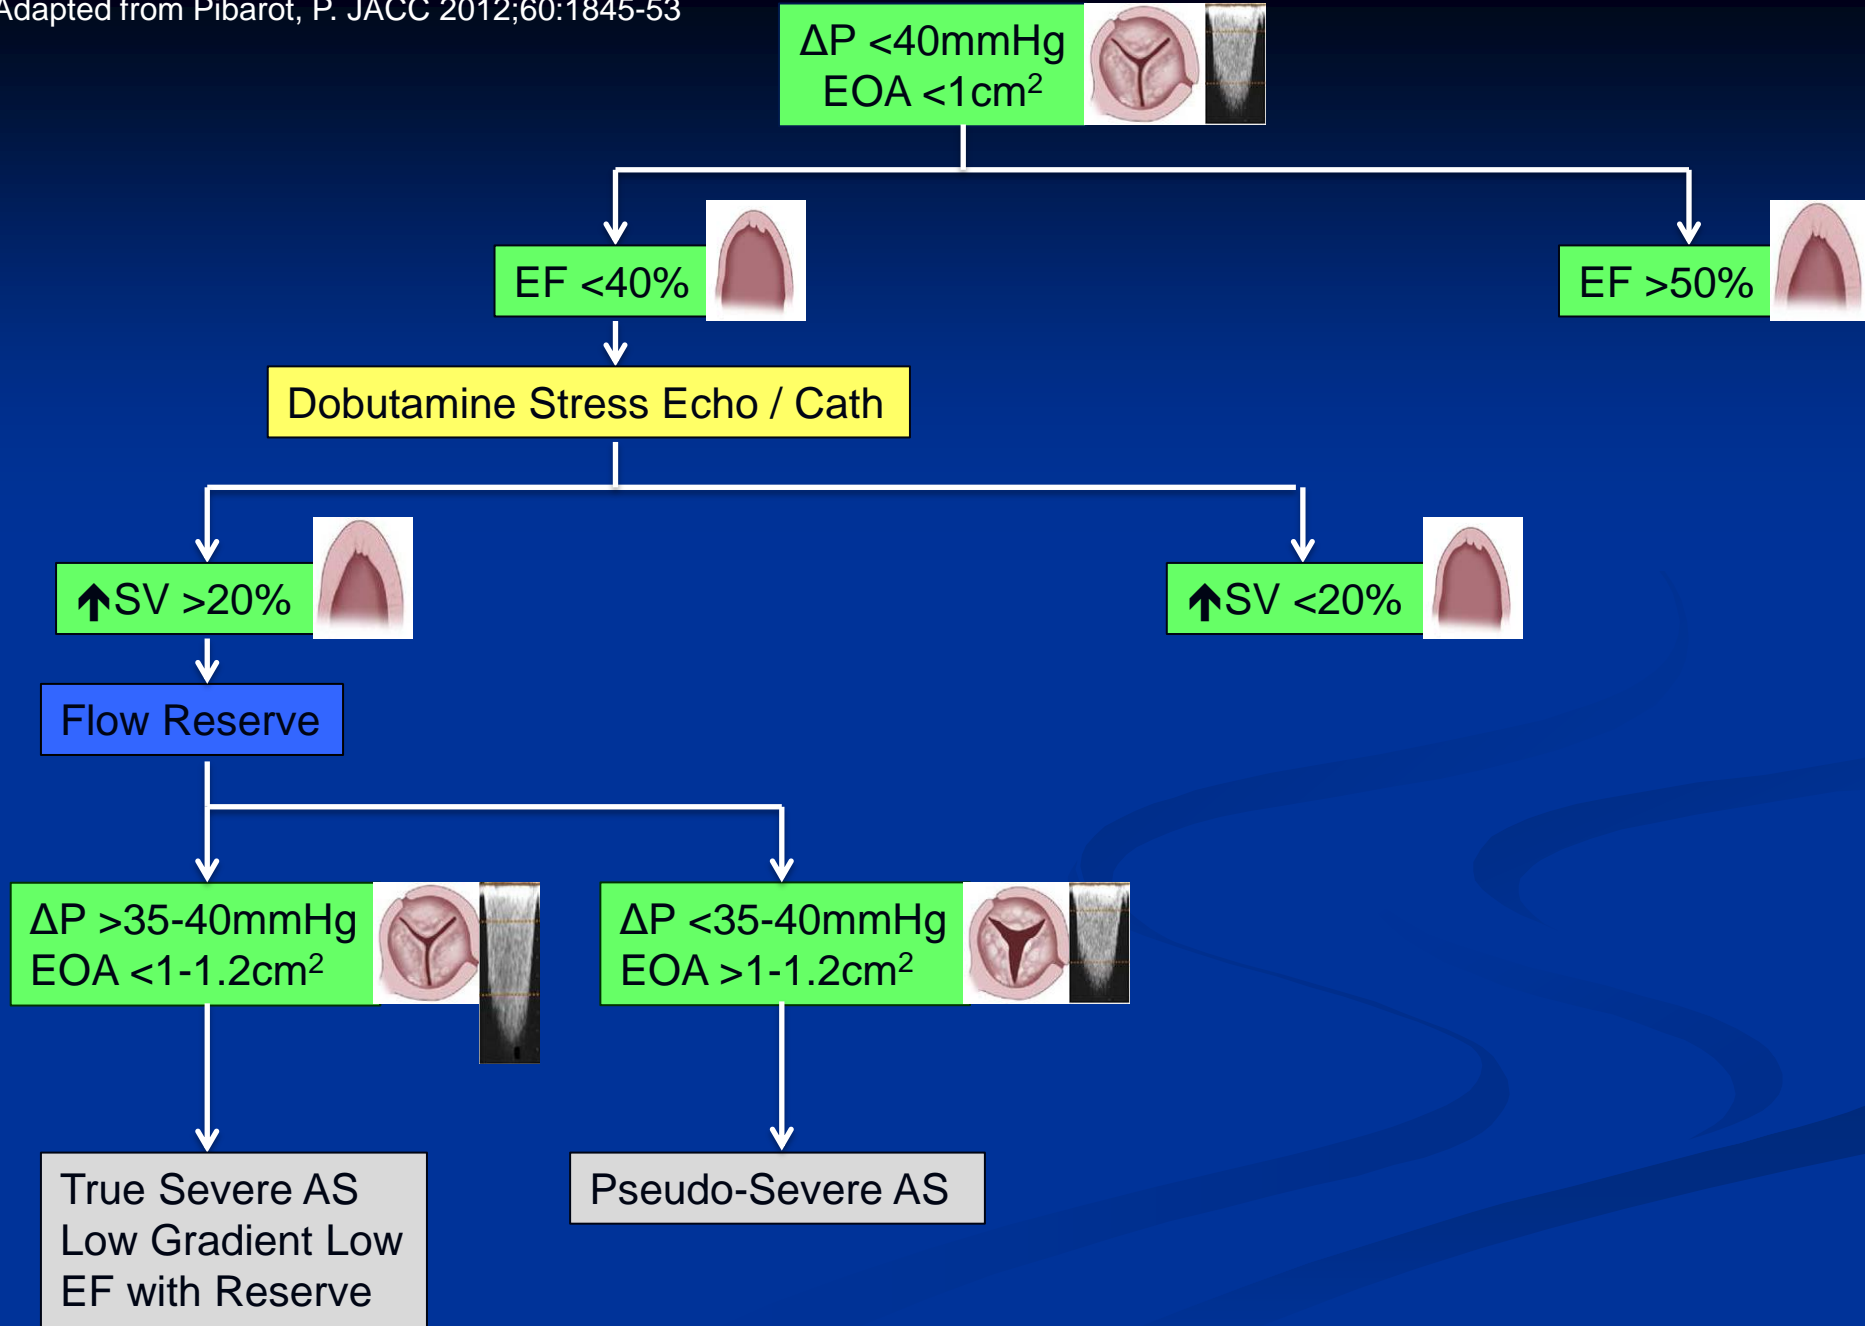 Adapted from Pibarot, P. JACC 2012;60:1845-53
ΔP <40mmHg
EOA <1cm²
EF <40%
EF >50%
Dobutamine Stress Echo / Cath
↑SV >20%
↑SV <20%
Flow Reserve
ΔP >35-40mmHg
EOA <1-1.2cm²
ΔP <35-40mmHg
EOA >1-1.2cm²
True Severe AS
Low Gradient Low
EF with Reserve
Pseudo-Severe AS